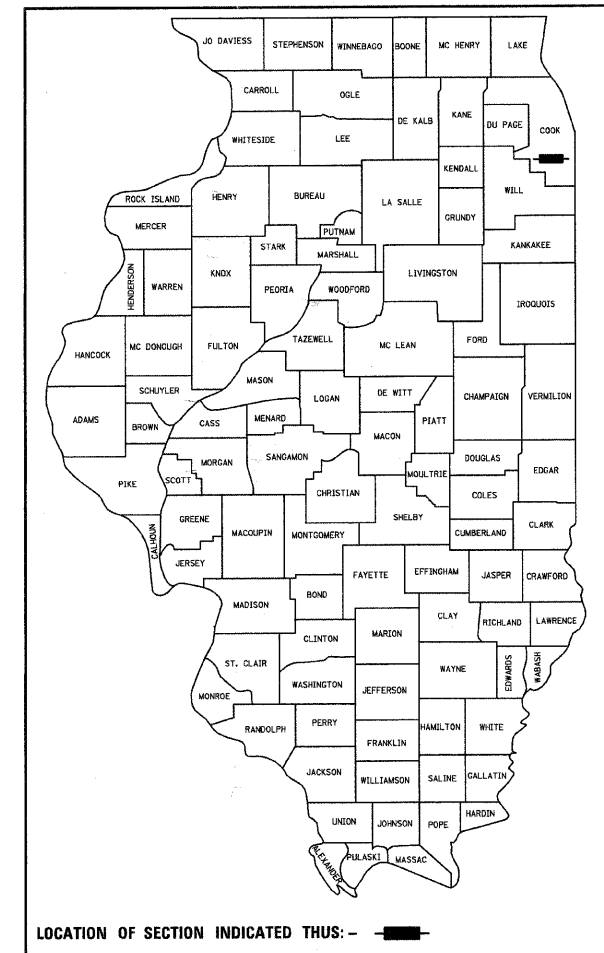 JO DAVIESS
STEPHENSON
WINNEBAGO
BOONE
MC HENRY
LAKE
CARROLL
OGLE
DE KALB
KANE
DU PAGE
COOK
WHITESIDE
LEE
KENDALL
WILL
ROCK ISLAND
HENRY
BUREAU
LA SALLE
GRUNDY
MERCER
PUTNAM
KANKAKEE
STARK
MARSHALL
HENDERSON
WARREN
KNOX
PEORIA
WOODFORD
LIVINGSTON
IROQUOIS
HANCOCK
MC DONOUGH
FULTON
TAZEWELL
MC LEAN
FORD
MASON
SCHUYLER
LOGAN
DE WITT
CHAMPAIGN
VERMILION
ADAMS
BROWN
CASS
MENARD
PIATT
MACON
MORGAN
SANGAMON
DOUGLAS
EDGAR
PIKE
SCOTT
CHRISTIAN
MOULTRIE
COLES
GREENE
MACOUPIN
MONTGOMERY
SHELBY
CUMBERLAND
CLARK
CALHOUN
JERSEY
FAYETTE
EFFINGHAM
JASPER
CRAWFORD
MADISON
BOND
CLAY
RICHLAND
LAWRENCE
CLINTON
MARION
ST. CLAIR
WAYNE
EDWARDS
WABASH
WASHINGTON
JEFFERSON
MONROE
RANDOLPH
PERRY
HAMILTON
WHITE
FRANKLIN
JACKSON
WILLIAMSON
SALINE
GALLATIN
UNION
JOHNSON
POPE
HARDIN
ALEXANDER
PULASKI
MASSAC
LOCATION OF SECTION INDICATED THUS: -